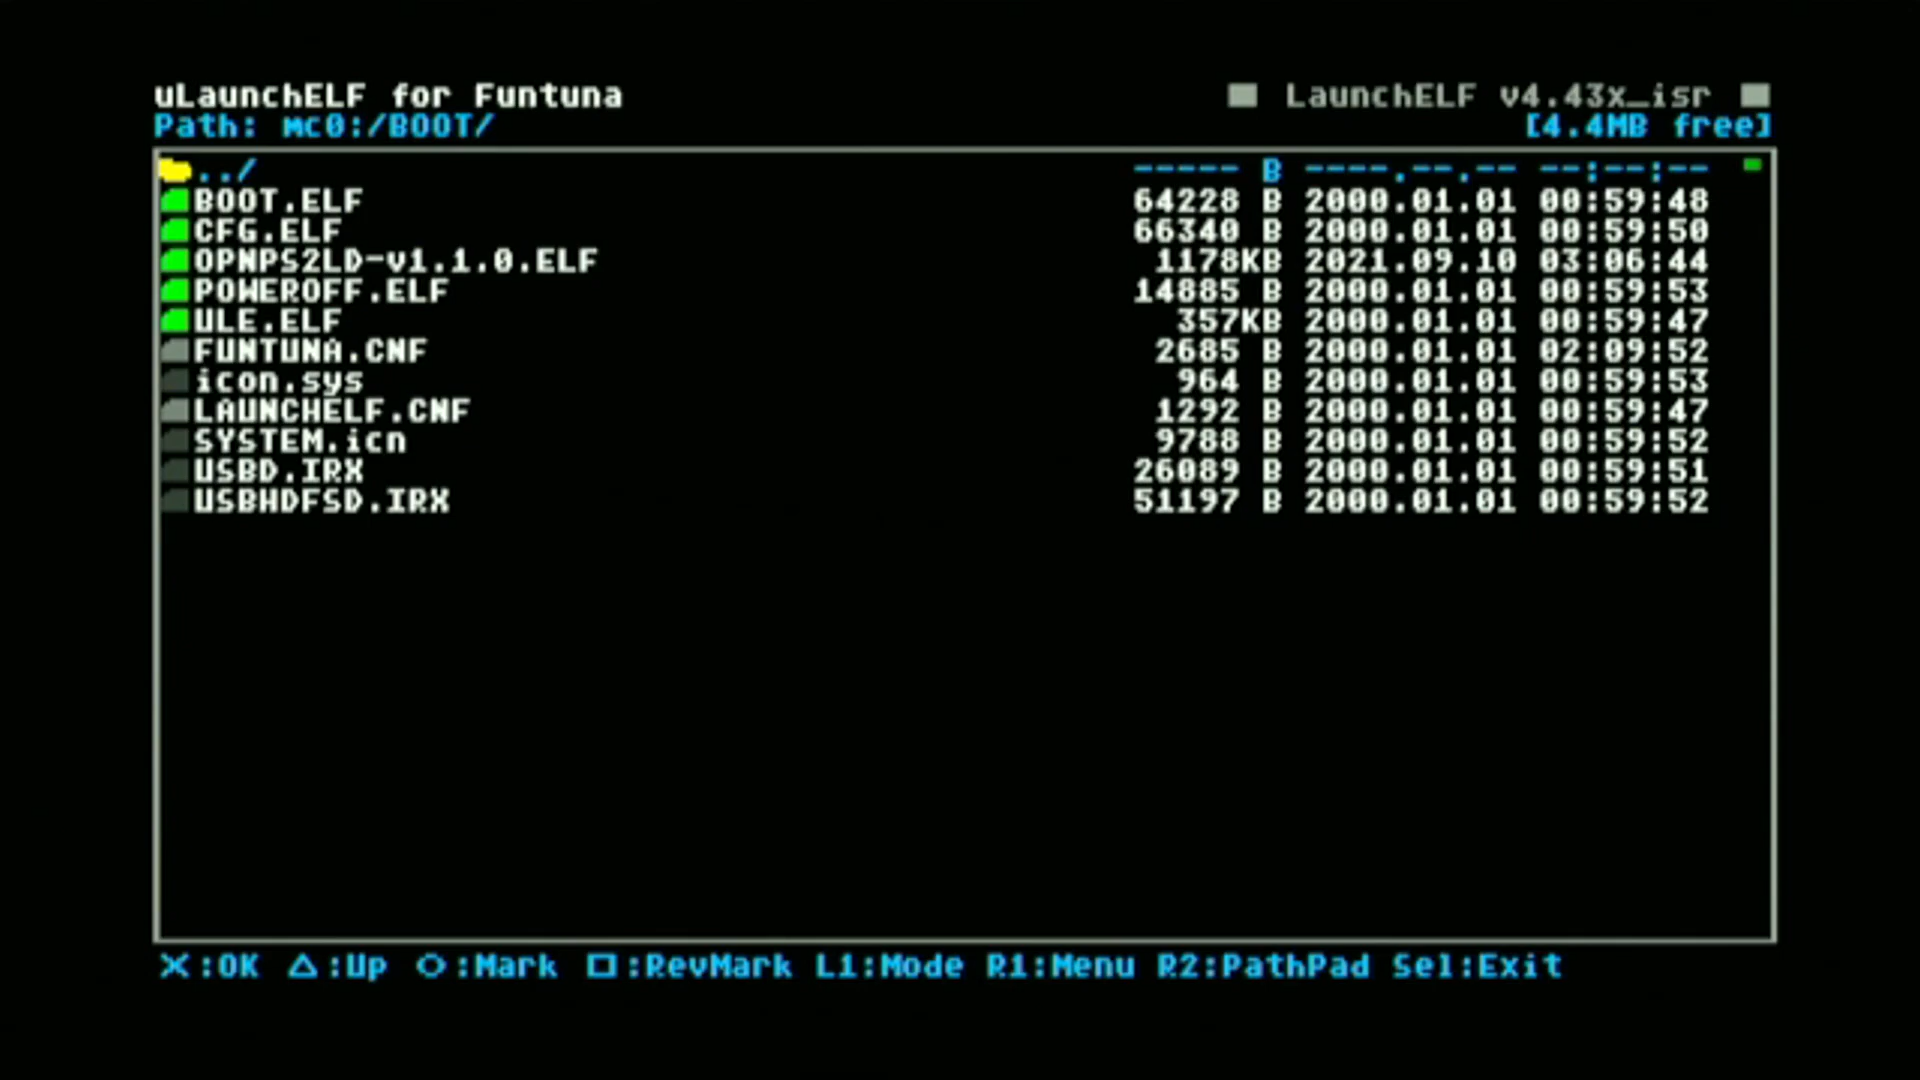 uLaunchELF for Funtuna ■ LaunchELF v4.43x_isr ■
Path: mc0:/BOOT/ [4.4MB free]
../ ----- B ----.--.-- --:--:--
BOOT.ELF 64228 B 2000.01.01 00:59:48
CFG.ELF 66340 B 2000.01.01 00:59:50
OPNPS2LD-v1.1.0.ELF 1178KB 2021.09.10 03:06:44
POWEROFF.ELF 14885 B 2000.01.01 00:59:53
ULE.ELF 357KB 2000.01.01 00:59:47
FUNTUNA.CNF 2685 B 2000.01.01 02:09:52
icon.sys 964 B 2000.01.01 00:59:53
LAUNCHELF.CNF 1292 B 2000.01.01 00:59:47
SYSTEM.icn 9788 B 2000.01.01 00:59:52
USBD.IRX 26089 B 2000.01.01 00:59:51
USBHDFSD.IRX 51197 B 2000.01.01 00:59:52
✕:OK △:Up ○:Mark □:RevMark L1:Mode R1:Menu R2:PathPad Sel:Exit